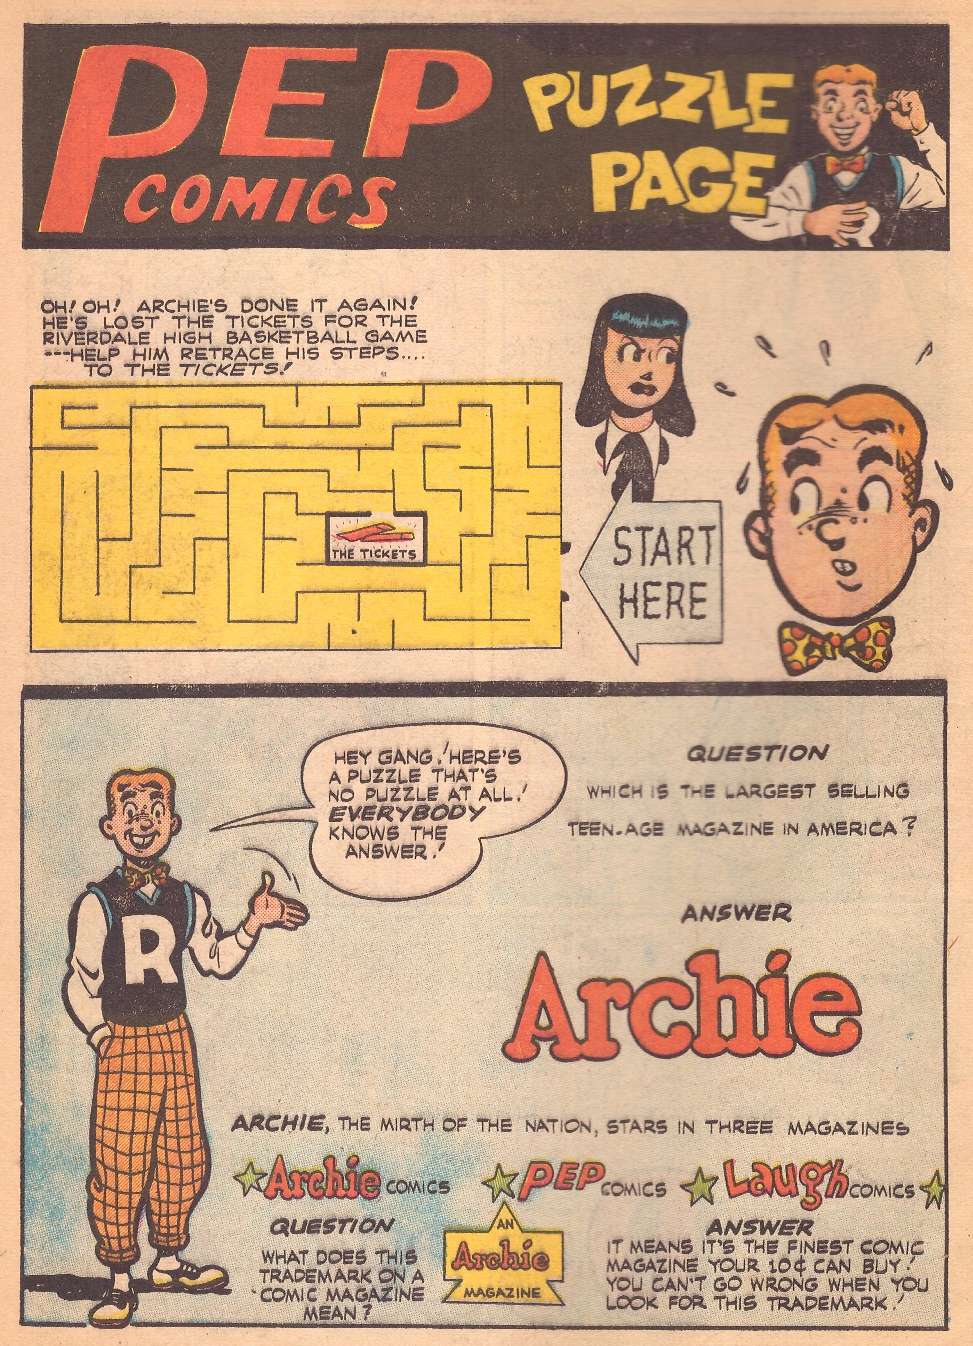 PEP
COMICS
PUZZLE
PAGE
OH! OH! ARCHIE'S DONE IT AGAIN!
HE'S LOST THE TICKETS FOR THE
RIVERDALE HIGH BASKETBALL GAME
---HELP HIM RETRACE HIS STEPS....
TO THE TICKETS!
THE TICKETS
START
HERE
HEY GANG! HERE'S
A PUZZLE THAT'S
NO PUZZLE AT ALL!
EVERYBODY
KNOWS THE
ANSWER!
R
QUESTION
WHICH IS THE LARGEST SELLING
TEEN-AGE MAGAZINE IN AMERICA?
ANSWER
Archie
ARCHIE, THE MIRTH OF THE NATION, STARS IN THREE MAGAZINES
Archie COMICS PEP COMICS Laugh COMICS
QUESTION
WHAT DOES THIS
TRADEMARK ON A
COMIC MAGAZINE
MEAN?
AN
Archie
MAGAZINE
ANSWER
IT MEANS IT'S THE FINEST COMIC
MAGAZINE YOUR 10¢ CAN BUY!
YOU CAN'T GO WRONG WHEN YOU
LOOK FOR THIS TRADEMARK!